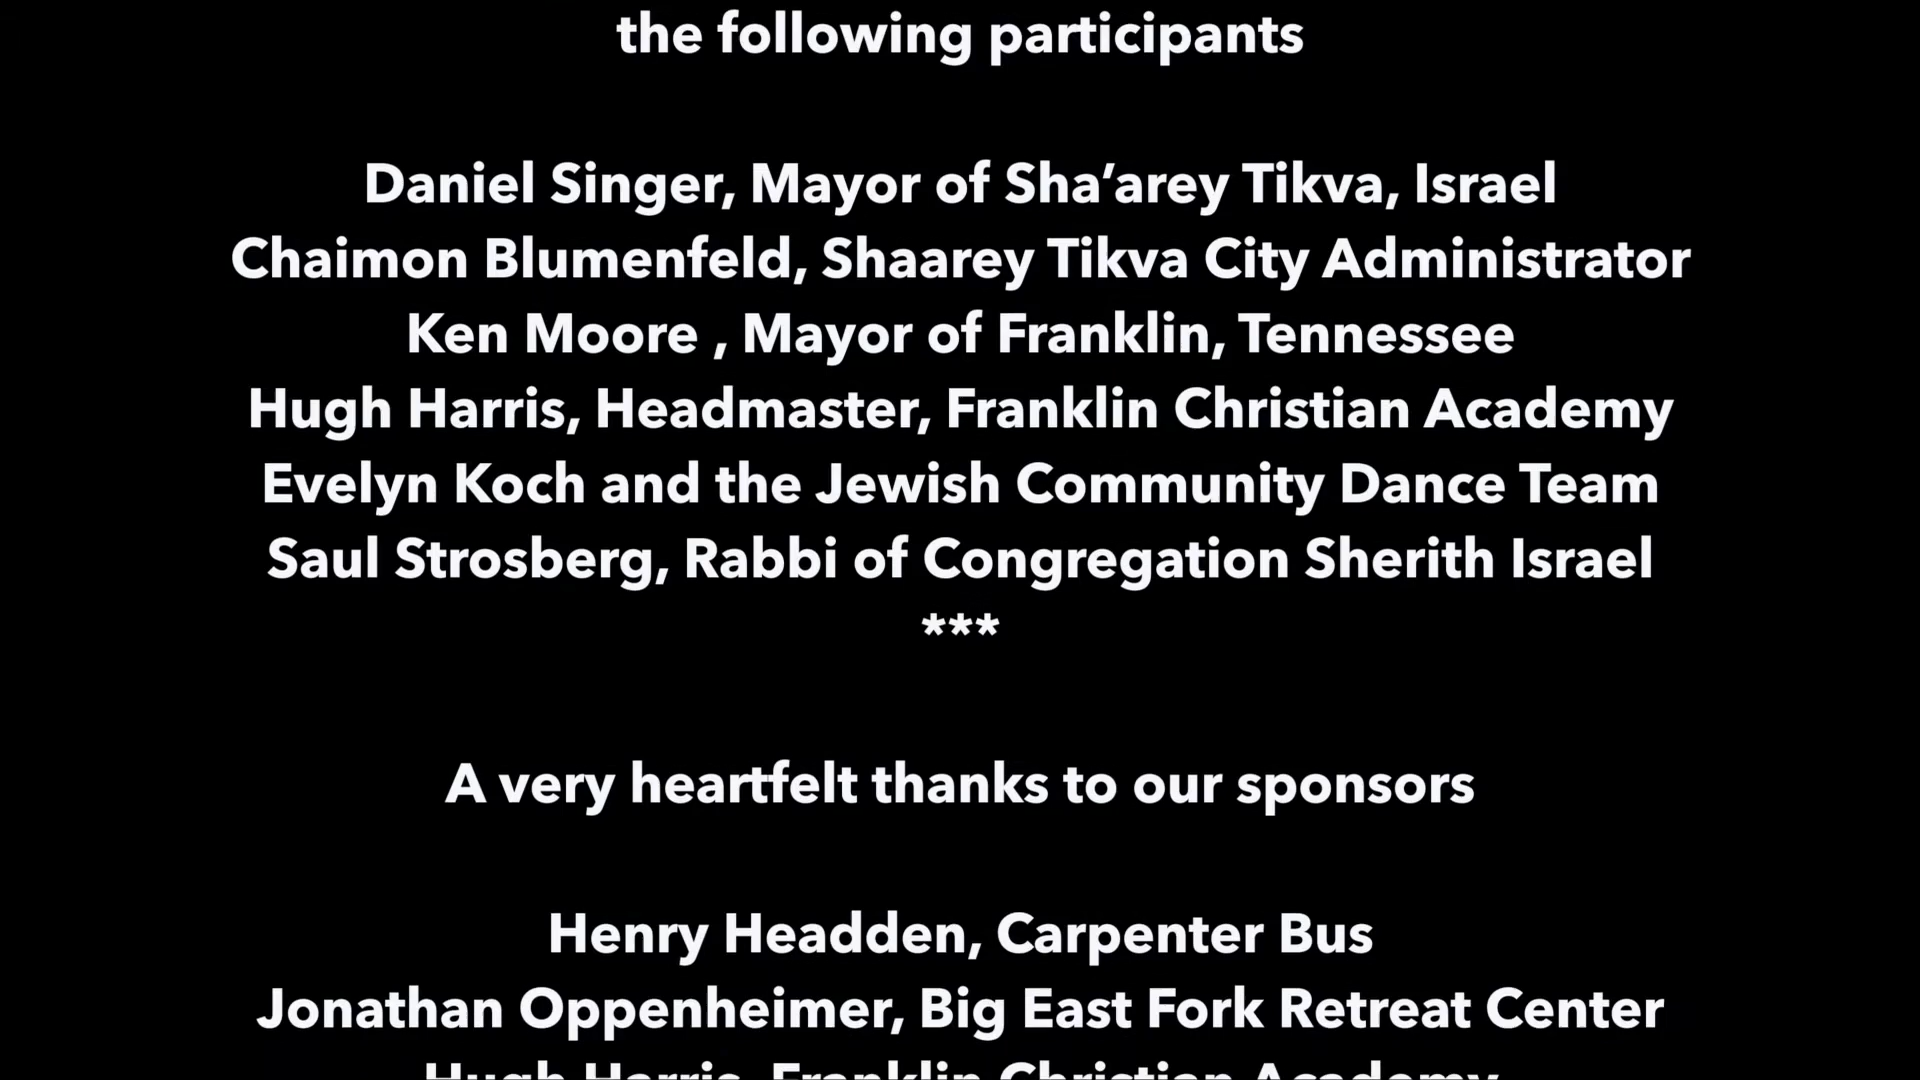 the following participants
Daniel Singer, Mayor of Sha’arey Tikva, Israel
Chaimon Blumenfeld, Shaarey Tikva City Administrator
Ken Moore , Mayor of Franklin, Tennessee
Hugh Harris, Headmaster, Franklin Christian Academy
Evelyn Koch and the Jewish Community Dance Team
Saul Strosberg, Rabbi of Congregation Sherith Israel
***
A very heartfelt thanks to our sponsors
Henry Headden, Carpenter Bus
Jonathan Oppenheimer, Big East Fork Retreat Center
Hugh Harris, Franklin Christian Academy